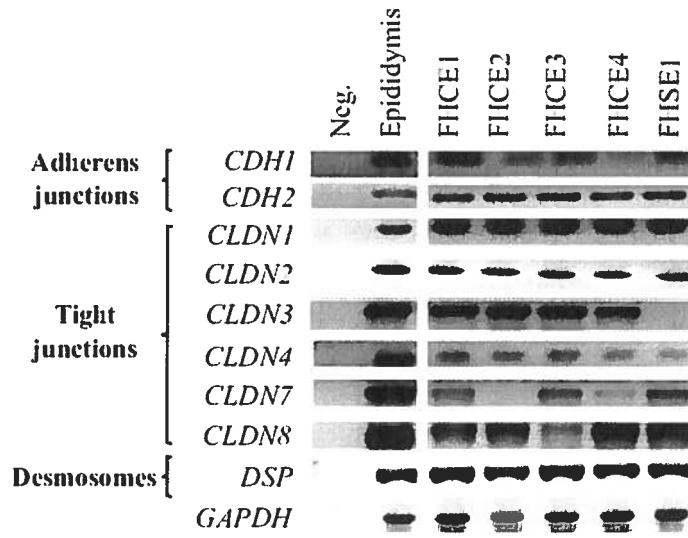 Neg.
Epididymis
FHCE1
FHCE2
FHCE3
FHCE4
FHSE1
Adherens
junctions
CDH1
CDH2
Tight
junctions
CLDN1
CLDN2
CLDN3
CLDN4
CLDN7
CLDN8
Desmosomes
DSP
GAPDH